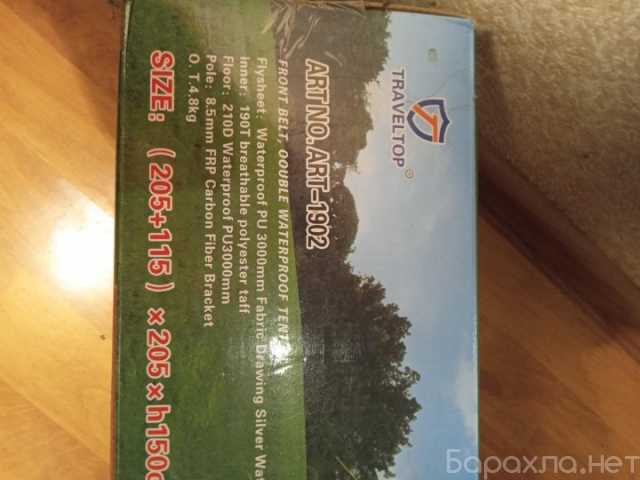 TRAVELTOP®
ART NO. ART-1902
FRONT BELT, DOUBLE WATERPROOF TENT
Flysheet: Waterproof PU 3000mm Fabric Drawing Silver Wa
Inner: 190T breathable polyester taff
Floor: 210D Waterproof PU3000mm
Pole: 8.5mm FRP Carbon Fiber Bracket
O.T.4.8kg
SIZE: (205+115)×205×h150c
Барахла.нет